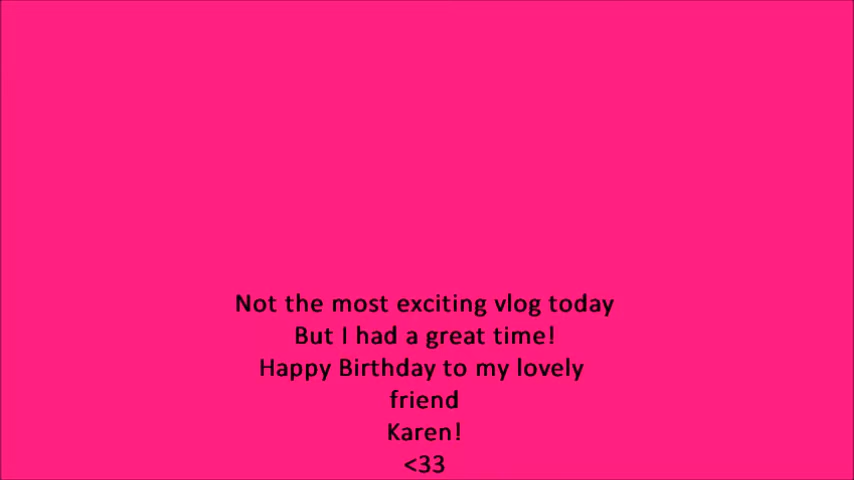 Not the most exciting vlog today
But I had a great time!
Happy Birthday to my lovely
friend
Karen!
<33